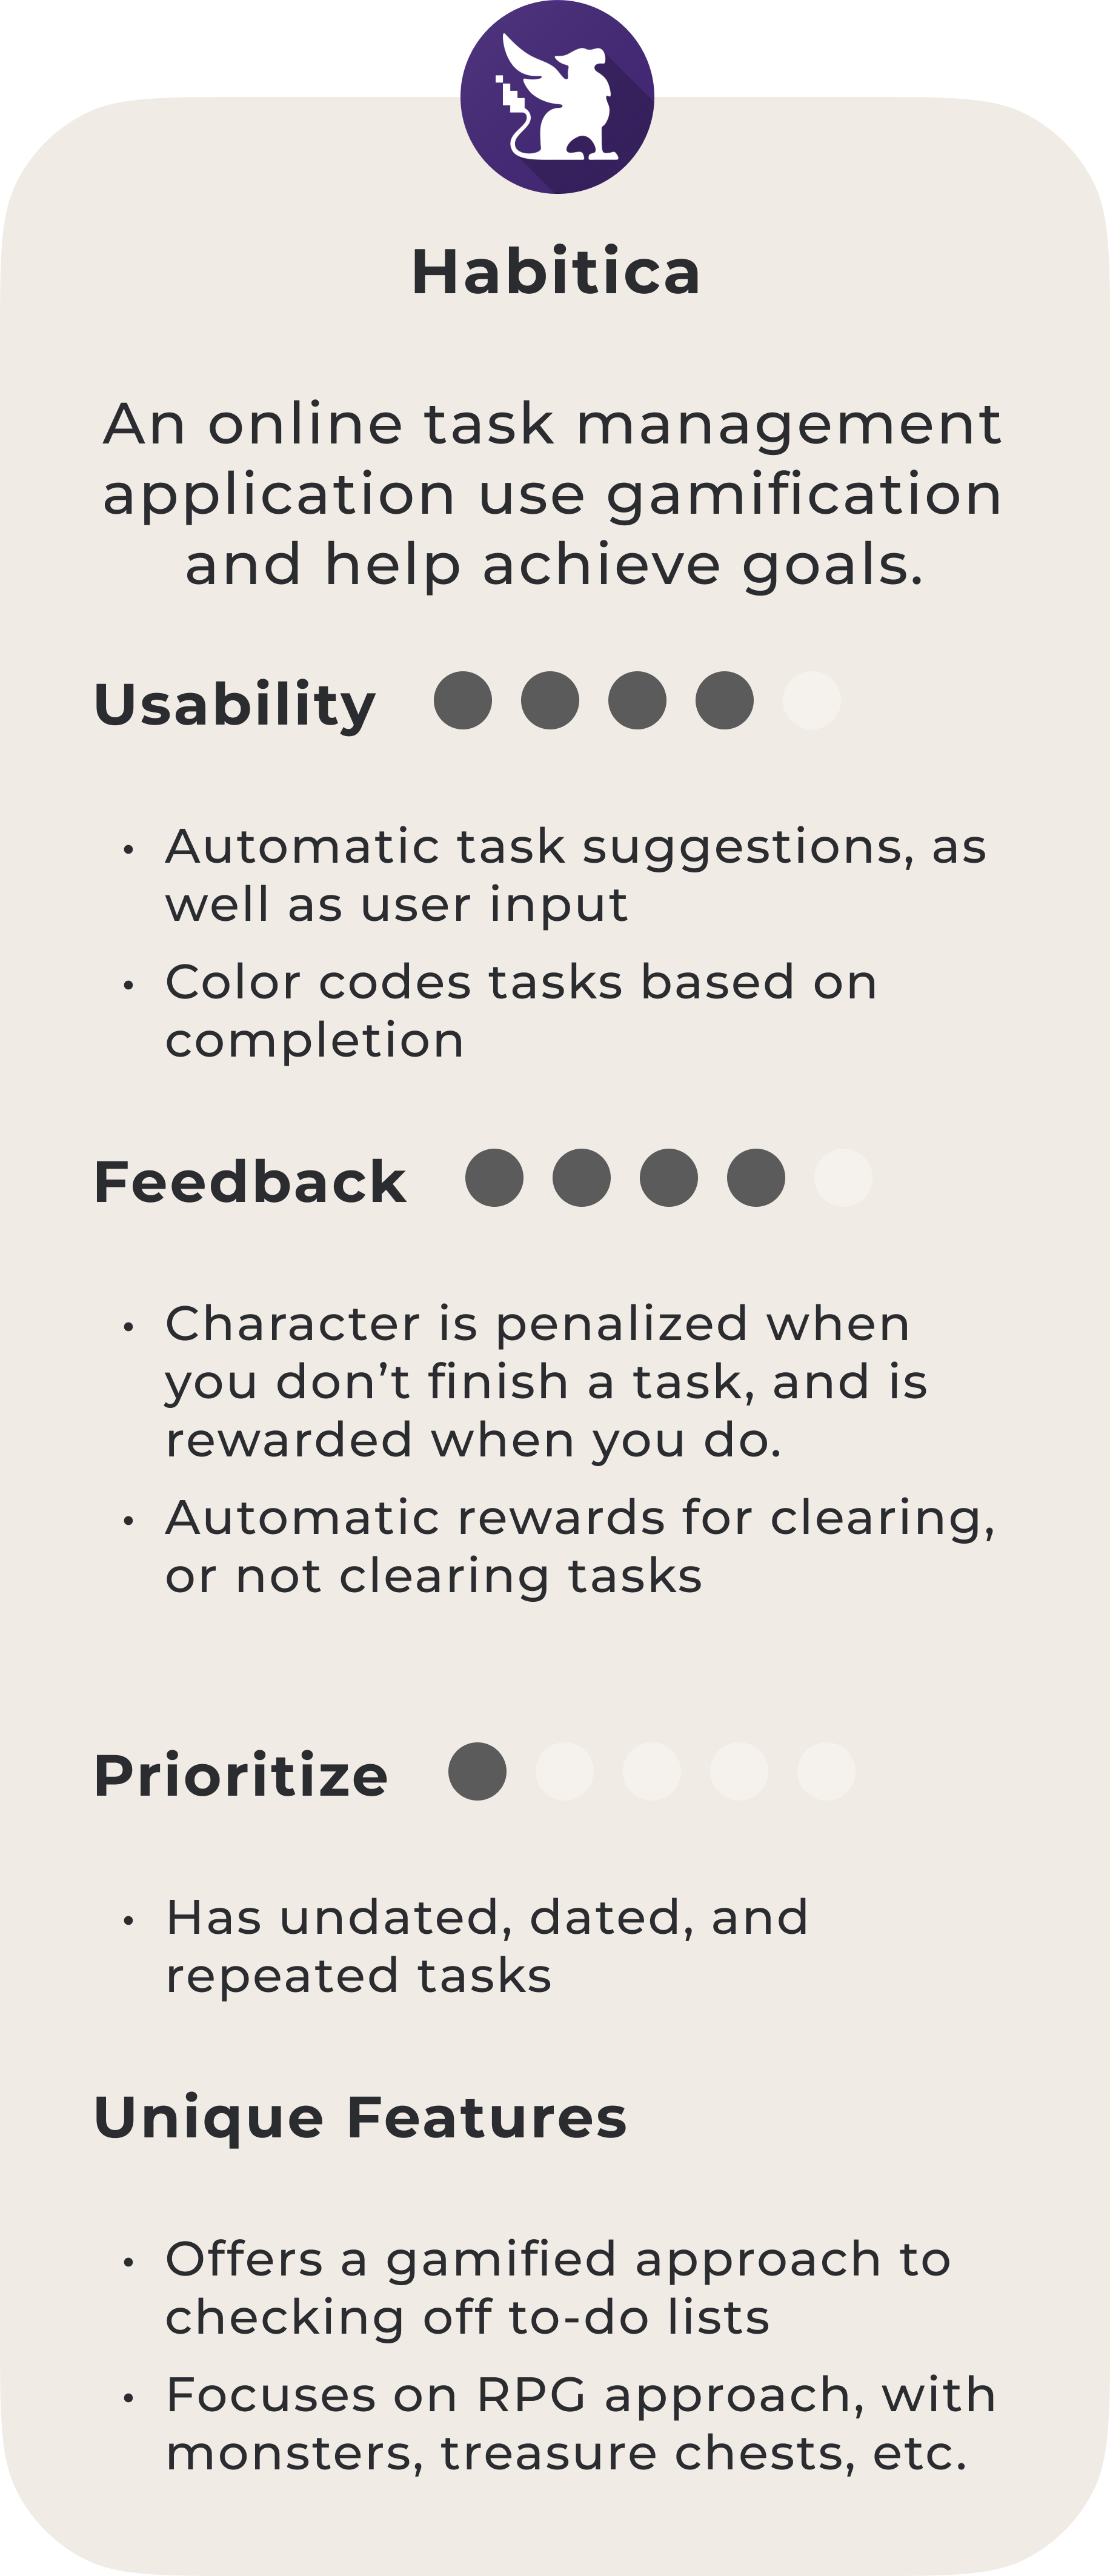 Habitica
An online task management
application use gamification
and help achieve goals.
Usability
• Automatic task suggestions, as
well as user input
• Color codes tasks based on
completion
Feedback
• Character is penalized when
you don’t finish a task, and is
rewarded when you do.
• Automatic rewards for clearing,
or not clearing tasks
Prioritize
• Has undated, dated, and
repeated tasks
Unique Features
• Offers a gamified approach to
checking off to-do lists
• Focuses on RPG approach, with
monsters, treasure chests, etc.